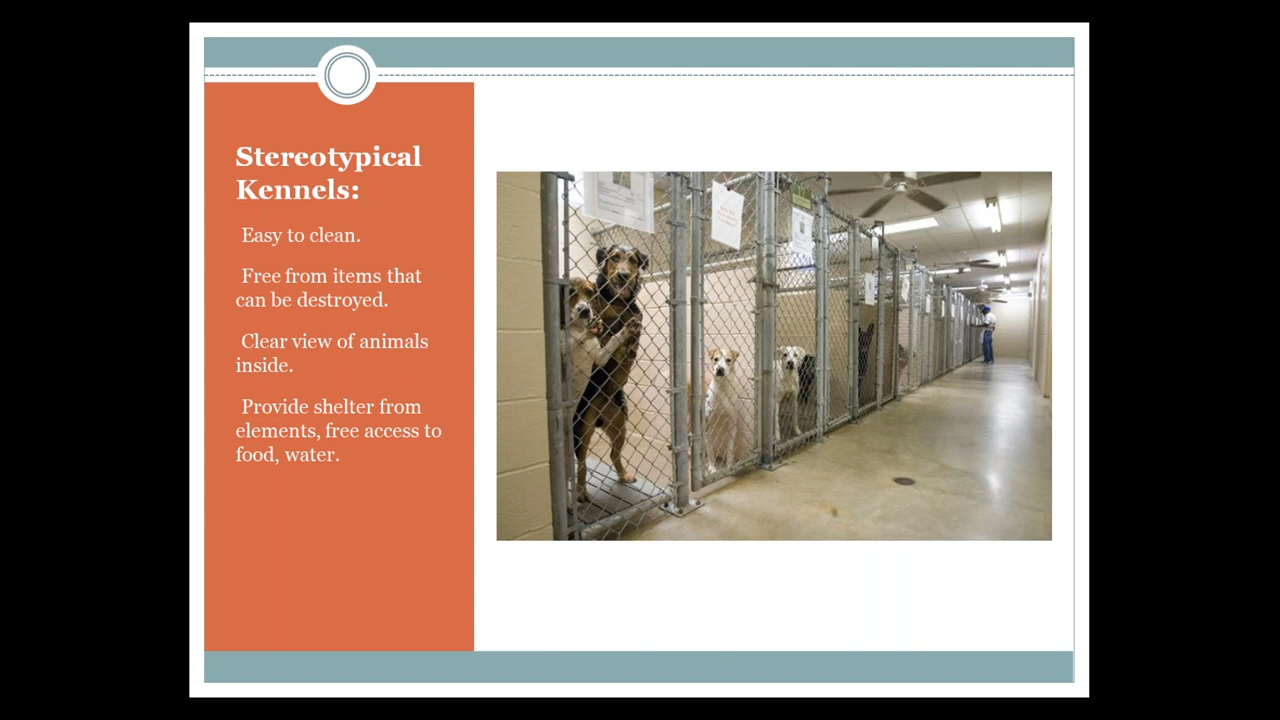 Stereotypical
Kennels:
Easy to clean.
Free from items that
can be destroyed.
Clear view of animals
inside.
Provide shelter from
elements, free access to
food, water.